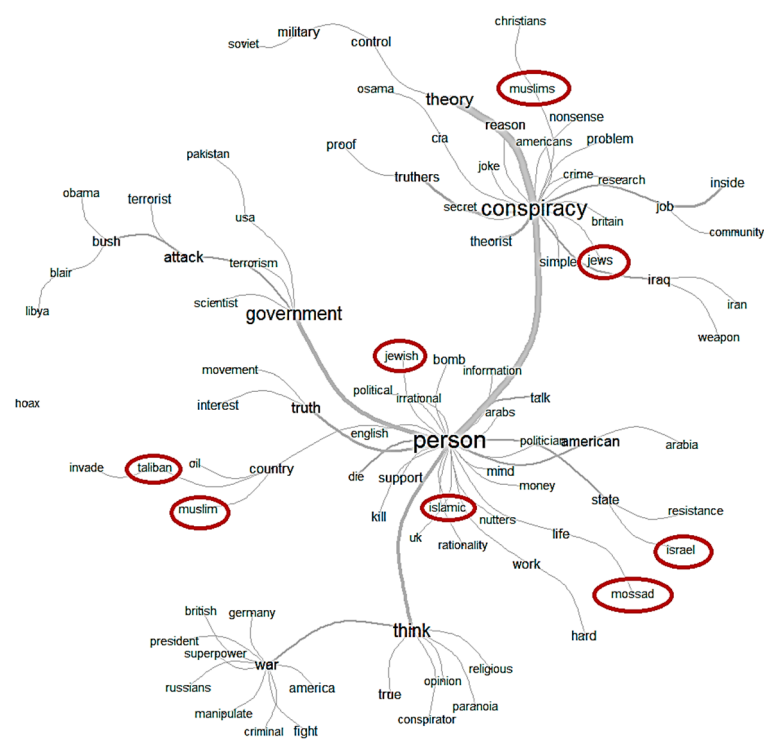 christians
military
soviet
control
osama
muslims
theory
nonsense
reason
americans
problem
proof
cia
pakistan
joke
crime
research
truthers
inside
obama
terrorist
secret
conspiracy
job
usa
britain
community
bush
theorist
attack
terrorism
simple
jews
blair
iraq
scientist
iran
libya
government
weapon
jewish
bomb
movement
information
political
irrational
talk
hoax
interest
truth
arabs
english
person
politician
american
arabia
invade
taliban
oil
country
die
support
mind
money
muslim
kill
islamic
nutters
state
resistance
uk
rationality
life
israel
work
mossad
british
germany
think
hard
president
superpower
war
religious
russians
america
true
opinion
paranoia
manipulate
criminal
fight
conspirator